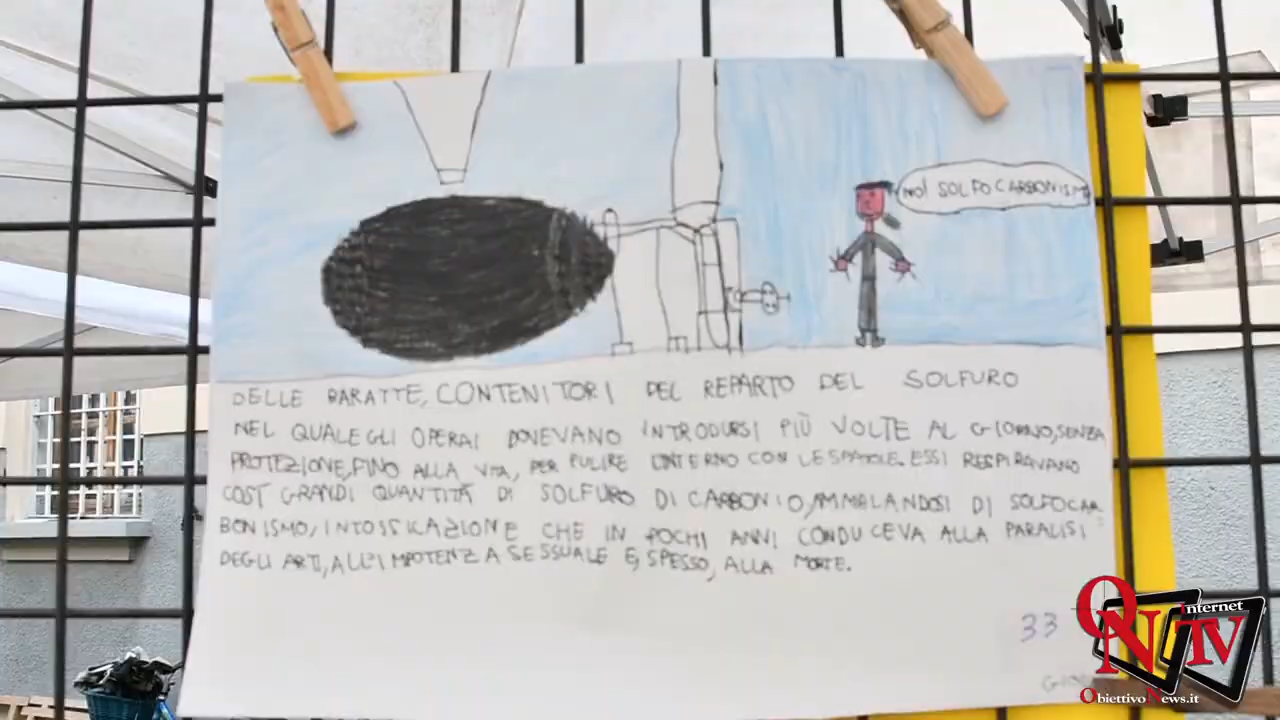 NO! SOLFOCARBONISM
DELLE BARATTE, CONTENITORI DEL REPARTO DEL SOLFURO
NEL QUALE GLI OPERAI DOVEVANO INTRODURSI PIÙ VOLTE AL GIORNO, SENZA
PROTEZIONE, FINO ALLA VITA, PER PULIRE L'INTERNO CON LE SPATOLE. ESSI RESPIRAVANO
COSÌ GRANDI QUANTITÀ DI SOLFURO DI CARBONIO, AMMALANDOSI DI SOLFOCAR
BONISMO, INTOSSICAZIONE CHE IN POCHI ANNI CONDUCEVA ALLA PARALISI
DEGLI ARTI, ALL'IMPOTENZA SESSUALE E, SPESSO, ALLA MORTE.
33
QN Internet TV
ObiettivoNews.it